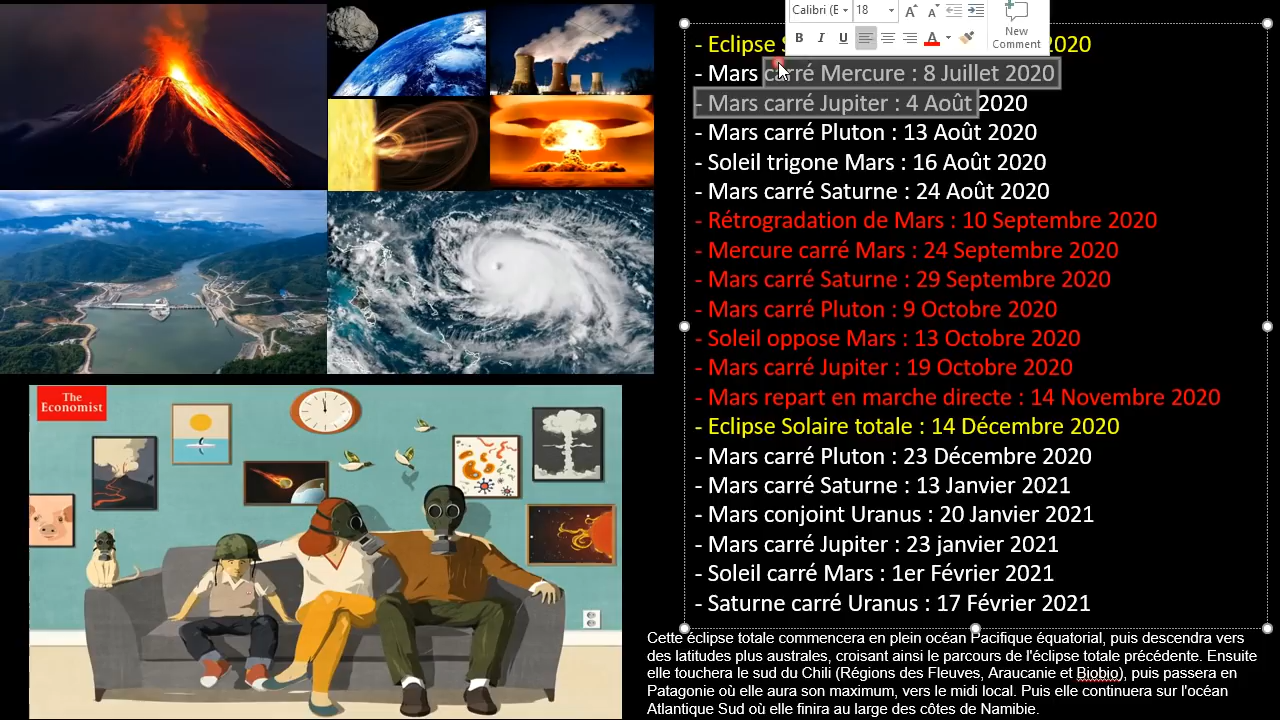 Calibri (E
18
A
A
B
I
U
A
New
Comment
- Eclipse S
2020
- Mars carré Mercure : 8 Juillet 2020
- Mars carré Jupiter : 4 Août 2020
- Mars carré Pluton : 13 Août 2020
- Soleil trigone Mars : 16 Août 2020
- Mars carré Saturne : 24 Août 2020
- Rétrogradation de Mars : 10 Septembre 2020
- Mercure carré Mars : 24 Septembre 2020
- Mars carré Saturne : 29 Septembre 2020
- Mars carré Pluton : 9 Octobre 2020
- Soleil oppose Mars : 13 Octobre 2020
- Mars carré Jupiter : 19 Octobre 2020
- Mars repart en marche directe : 14 Novembre 2020
- Eclipse Solaire totale : 14 Décembre 2020
- Mars carré Pluton : 23 Décembre 2020
- Mars carré Saturne : 13 Janvier 2021
- Mars conjoint Uranus : 20 Janvier 2021
- Mars carré Jupiter : 23 janvier 2021
- Soleil carré Mars : 1er Février 2021
- Saturne carré Uranus : 17 Février 2021
The
Economist
Cette éclipse totale commencera en plein océan Pacifique équatorial, puis descendra vers
des latitudes plus australes, croisant ainsi le parcours de l'éclipse totale précédente. Ensuite
elle touchera le sud du Chili (Régions des Fleuves, Araucanie et Biobio), puis passera en
Patagonie où elle aura son maximum, vers le midi local. Puis elle continuera sur l'océan
Atlantique Sud où elle finira au large des côtes de Namibie.